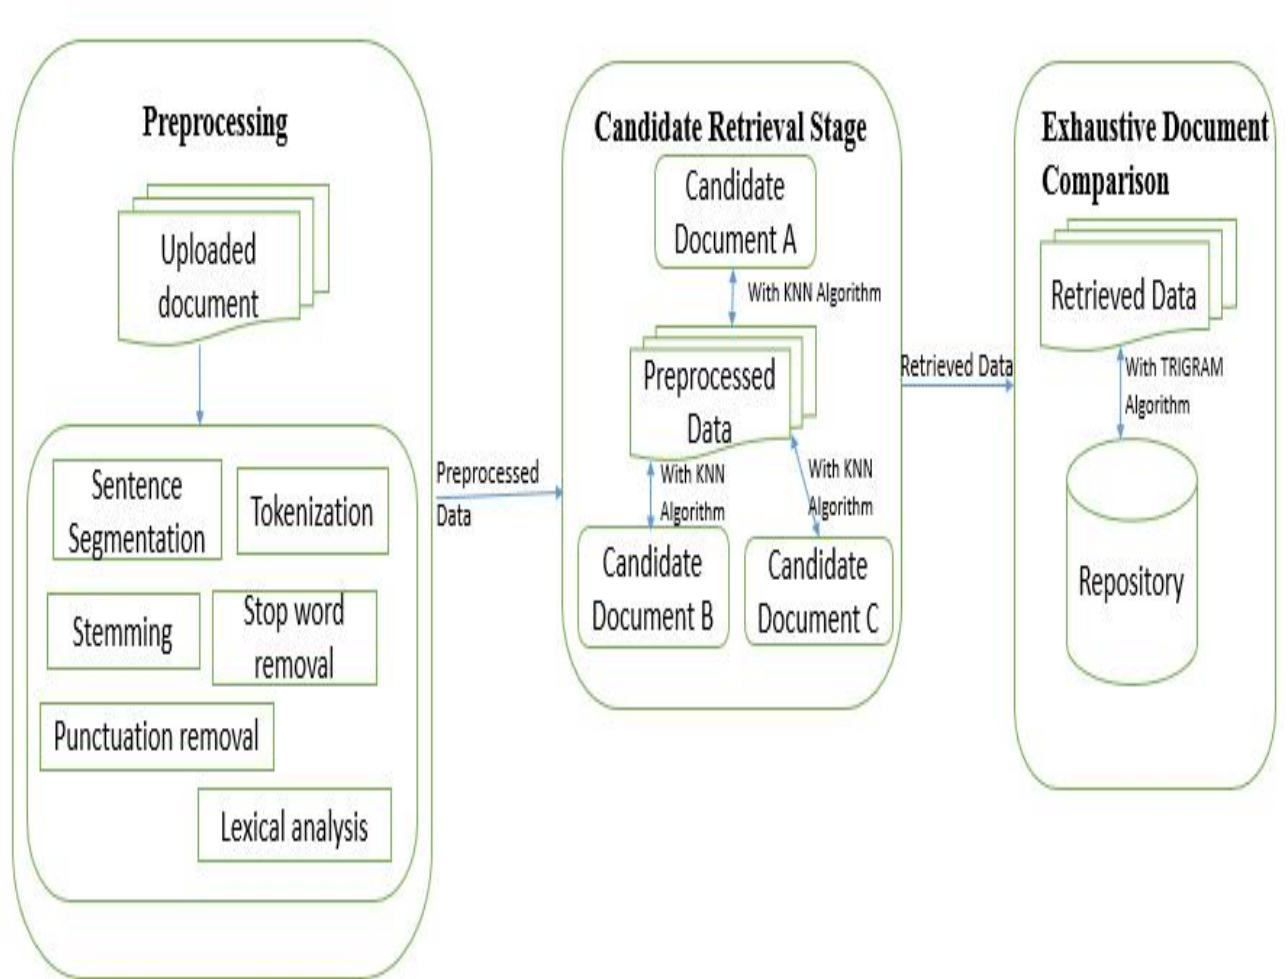 Preprocessing
Uploaded
document
Sentence
Segmentation
Tokenization
Stemming
Stop word
removal
Punctuation removal
Lexical analysis
Preprocessed
Data
Candidate Retrieval Stage
Candidate
Document A
With KNN Algorithm
Preprocessed
Data
With KNN
Algorithm
With KNN
Algorithm
Candidate
Document B
Candidate
Document C
Retrieved Data
Exhaustive Document
Comparison
Retrieved Data
With TRIGRAM
Algorithm
Repository